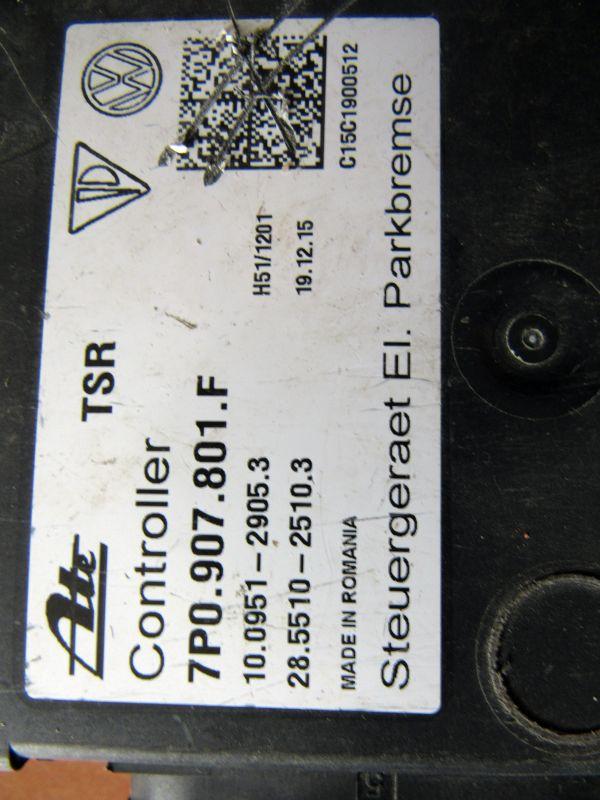 Ate TSR
Controller
7P0.907.801.F
10.0951-2905.3 H51/1201
28.5510-2510.3 19.12.15
MADE IN ROMANIA C15C1900512
Steuergeraet El. Parkbremse